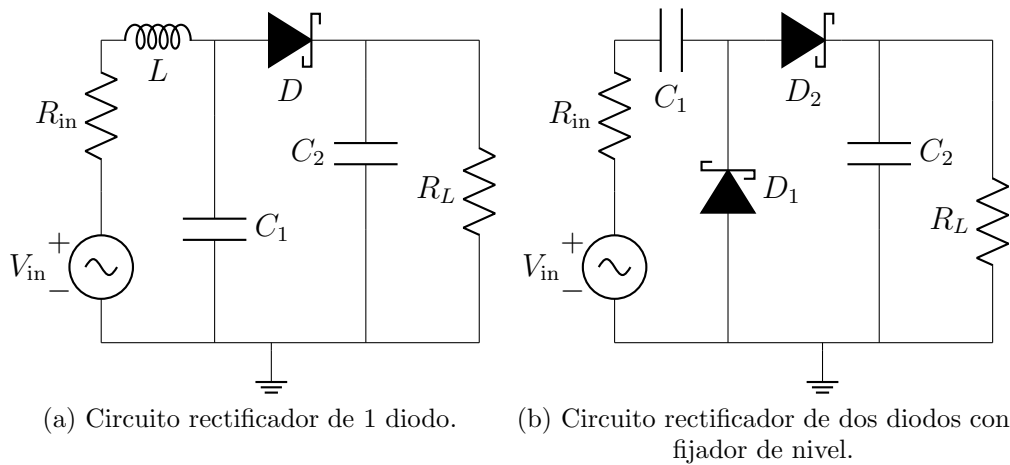 L
D
R_in
C_1
C_2
R_L
V_in
+
−
(a) Circuito rectificador de 1 diodo.
C_1
D_2
R_in
D_1
C_2
R_L
V_in
+
−
(b) Circuito rectificador de dos diodos con
fijador de nivel.